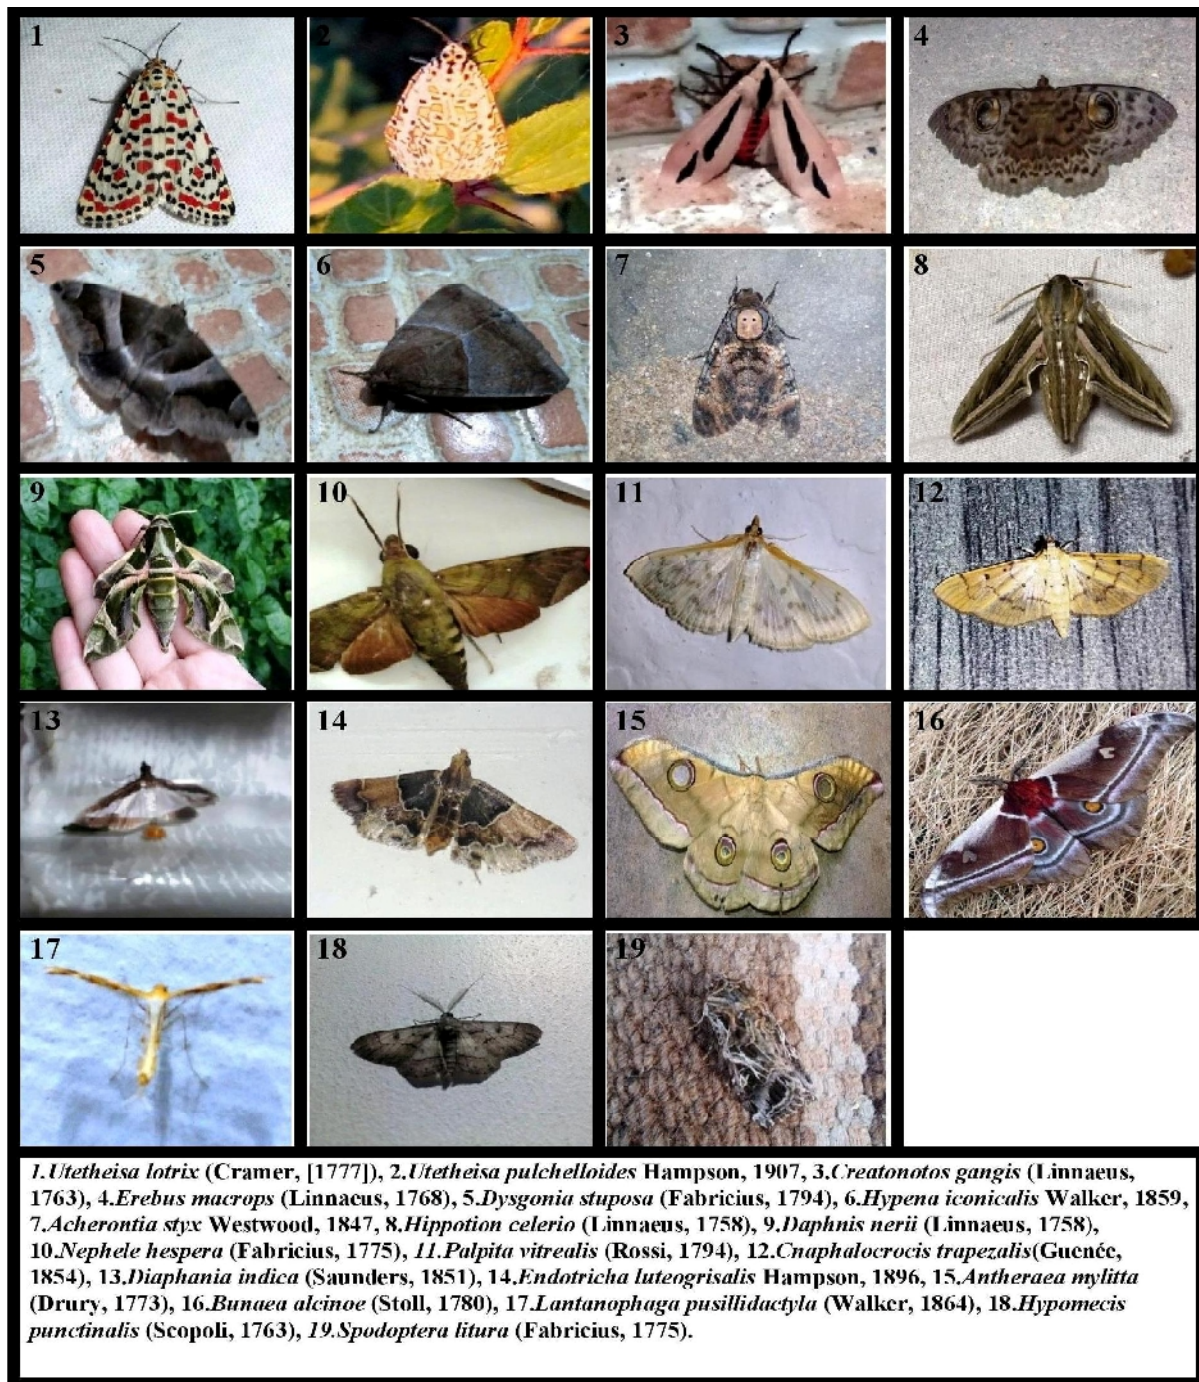 1 2 3 4
5 6 7 8
9 10 11 12
13 14 15 16
17 18 19
1.Utetheisa lotrix (Cramer, [1777]), 2.Utetheisa pulchelloides Hampson, 1907, 3.Creatonotos gangis (Linnaeus,
1763), 4.Erebus macrops (Linnaeus, 1768), 5.Dysgonia stuposa (Fabricius, 1794), 6.Hypena iconicalis Walker, 1859,
7.Acherontia styx Westwood, 1847, 8.Hippotion celerio (Linnaeus, 1758), 9.Daphnis nerii (Linnaeus, 1758),
10.Nephele hespera (Fabricius, 1775), 11.Palpita vitrealis (Rossi, 1794), 12.Cnaphalocrocis trapezalis(Guenée,
1854), 13.Diaphania indica (Saunders, 1851), 14.Endotricha luteogrisalis Hampson, 1896, 15.Antheraea mylitta
(Drury, 1773), 16.Bunaea alcinoe (Stoll, 1780), 17.Lantanophaga pusillidactyla (Walker, 1864), 18.Hypomecis
punctinalis (Scopoli, 1763), 19.Spodoptera litura (Fabricius, 1775).